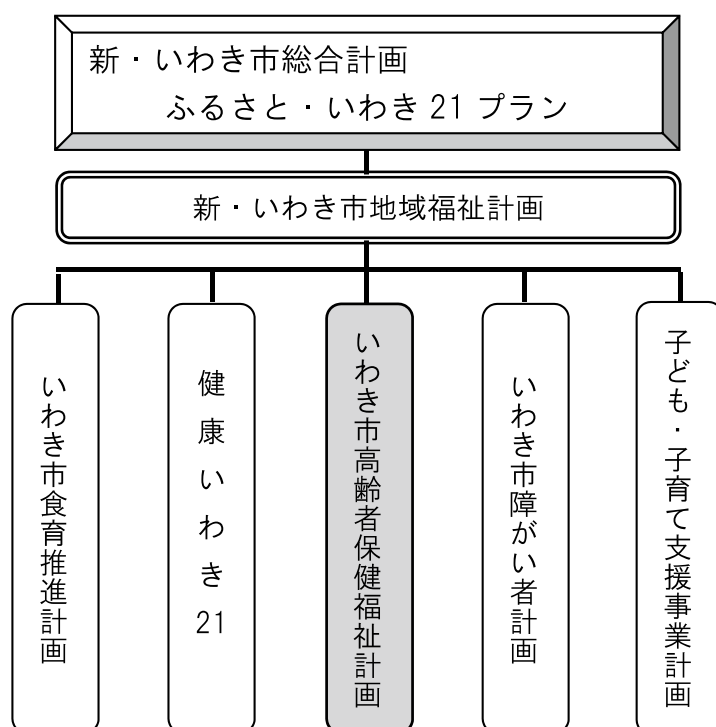 新・いわき市総合計画
ふるさと・いわき 21 プラン
新・いわき市地域福祉計画
いわき市食育推進計画
健康いわき 21
いわき市高齢者保健福祉計画
いわき市障がい者計画
子ども・子育て支援事業計画